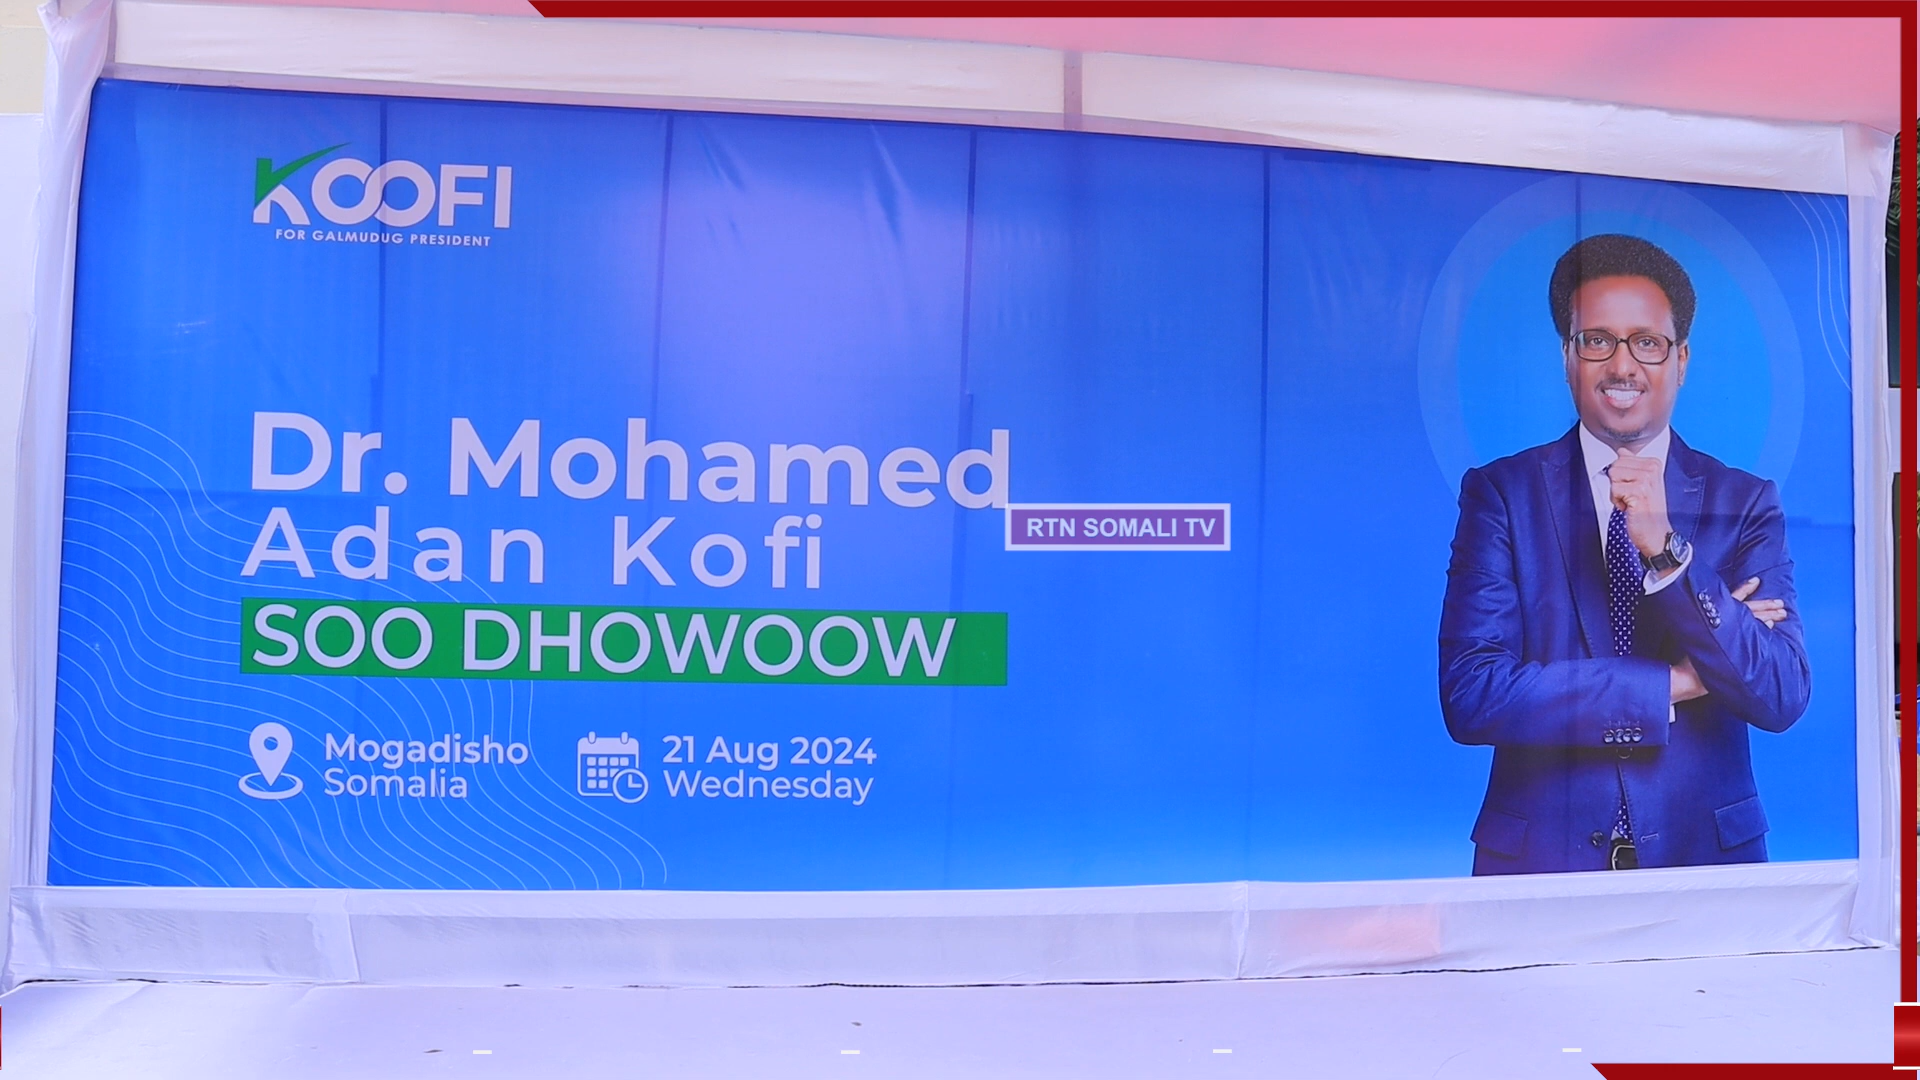 KOOFI
FOR GALMUDUG PRESIDENT
Dr. Mohamed
Adan Kofi
RTN SOMALI TV
SOO DHOWOOW
Mogadisho
Somalia
21 Aug 2024
Wednesday